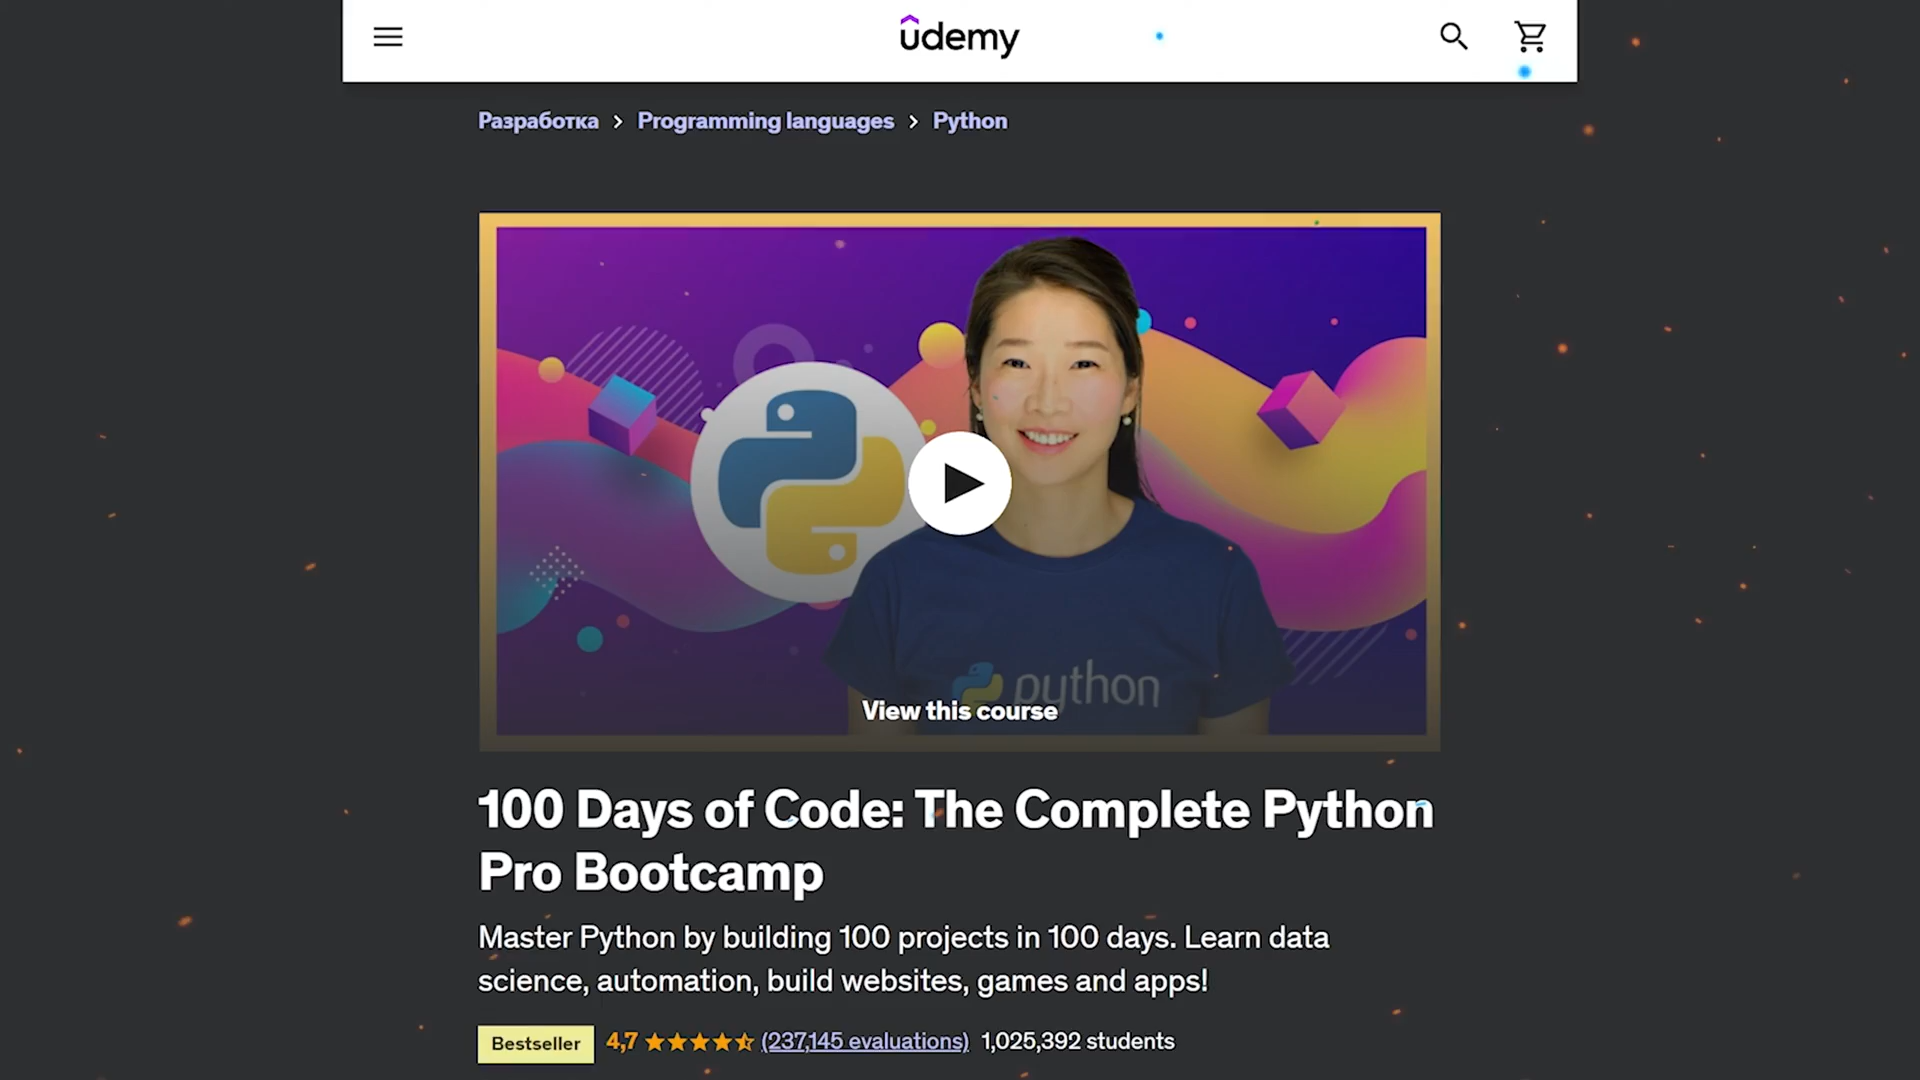 udemy
Разработка > Programming languages > Python
python
View this course
100 Days of Code: The Complete Python
Pro Bootcamp
Master Python by building 100 projects in 100 days. Learn data
science, automation, build websites, games and apps!
Bestseller 4,7 (237,145 evaluations) 1,025,392 students